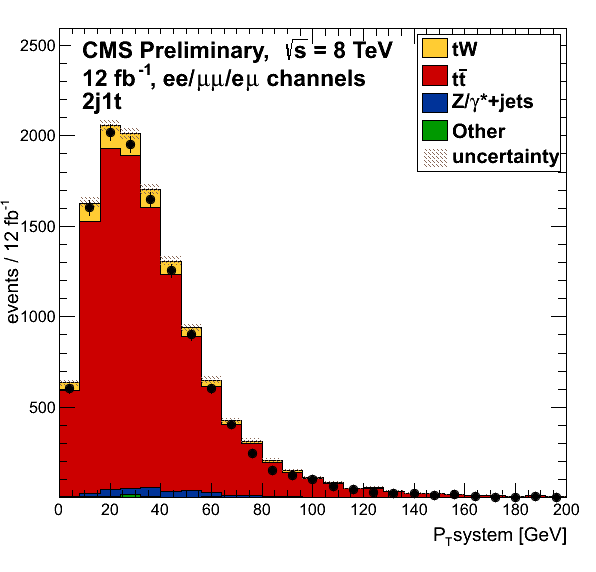 CMS Preliminary, √s = 8 TeV
12 fb⁻¹, ee/μμ/eμ channels
2j1t
tW
tt̄
Z/γ*+jets
Other
uncertainty
events / 12 fb⁻¹
2500
2000
1500
1000
500
0 20 40 60 80 100 120 140 160 180 200
P_T system [GeV]